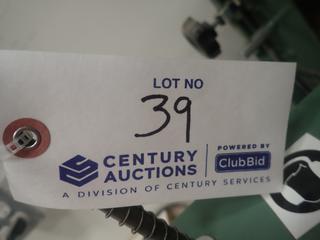 LOT NO
39
CENTURY
AUCTIONS
POWERED BY
ClubBid
A DIVISION OF CENTURY SERVICES